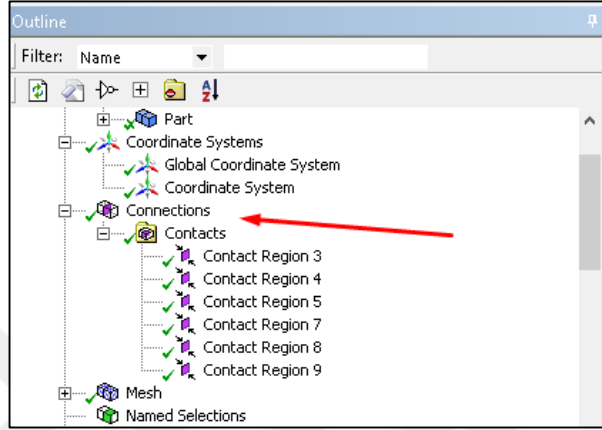 Outline
Filter: Name
Part
Coordinate Systems
Global Coordinate System
Coordinate System
Connections
Contacts
Contact Region 3
Contact Region 4
Contact Region 5
Contact Region 7
Contact Region 8
Contact Region 9
Mesh
Named Selections